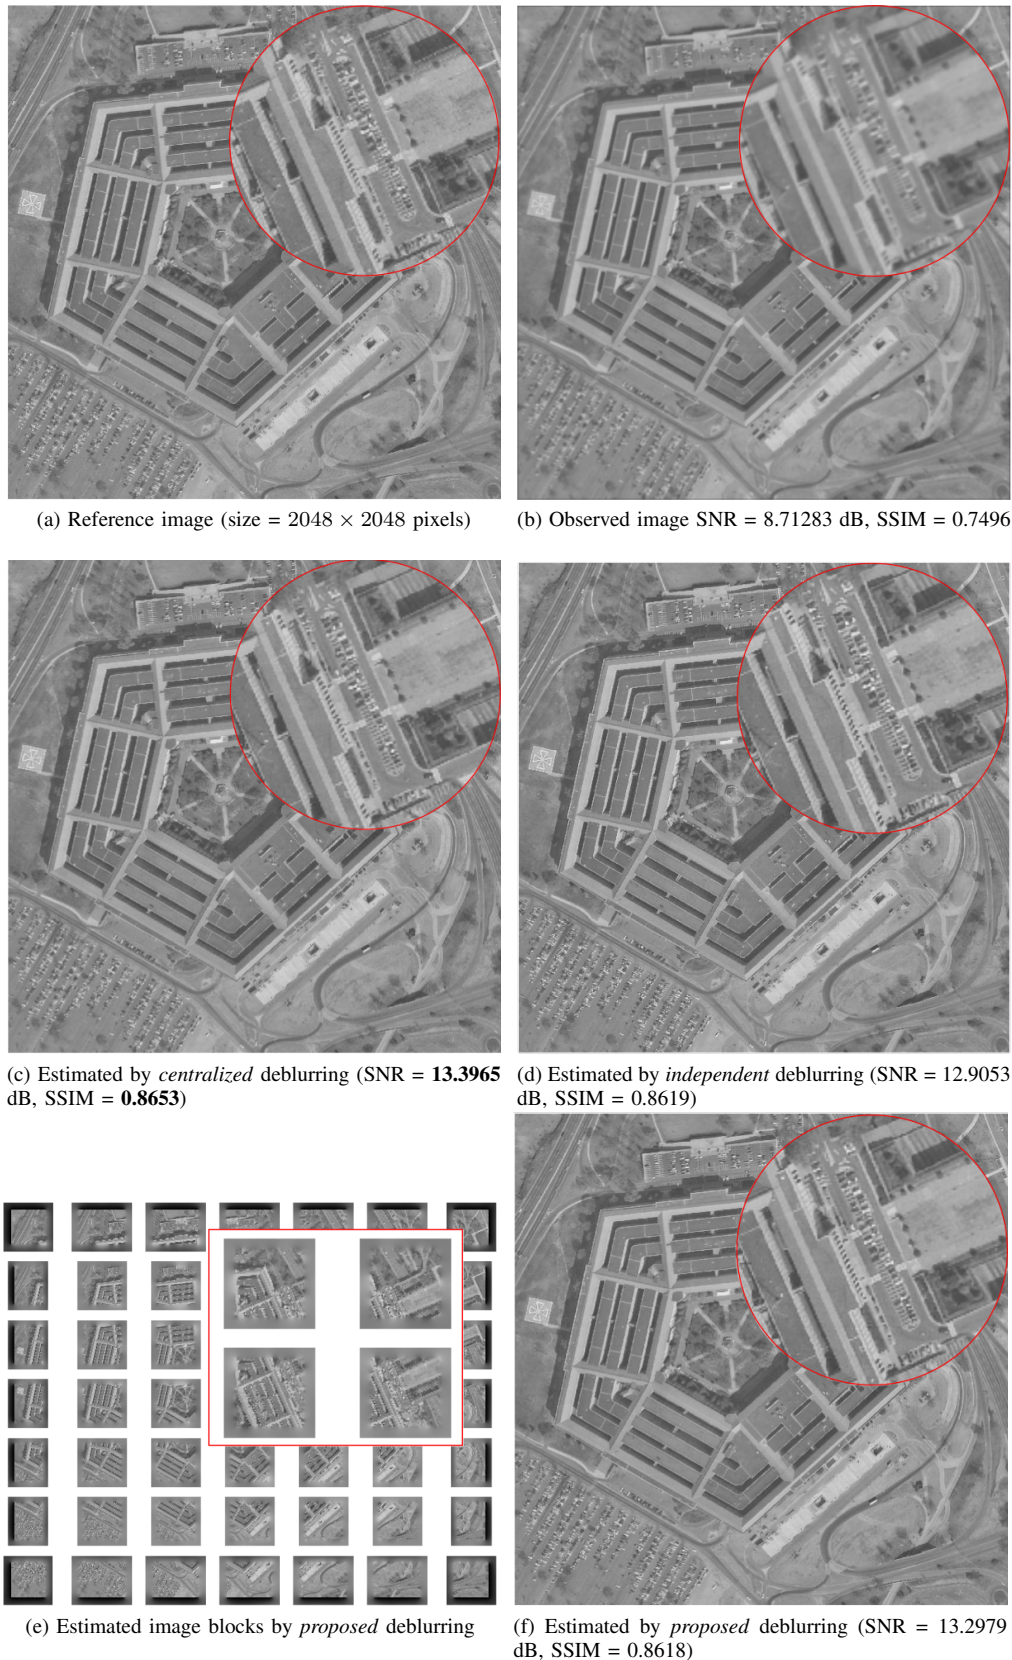 (a) Reference image (size = 2048 × 2048 pixels)
(b) Observed image SNR = 8.71283 dB, SSIM = 0.7496
(c) Estimated by centralized deblurring (SNR = 13.3965
dB, SSIM = 0.8653)
(d) Estimated by independent deblurring (SNR = 12.9053
dB, SSIM = 0.8619)
(e) Estimated image blocks by proposed deblurring
(f) Estimated by proposed deblurring (SNR = 13.2979
dB, SSIM = 0.8618)